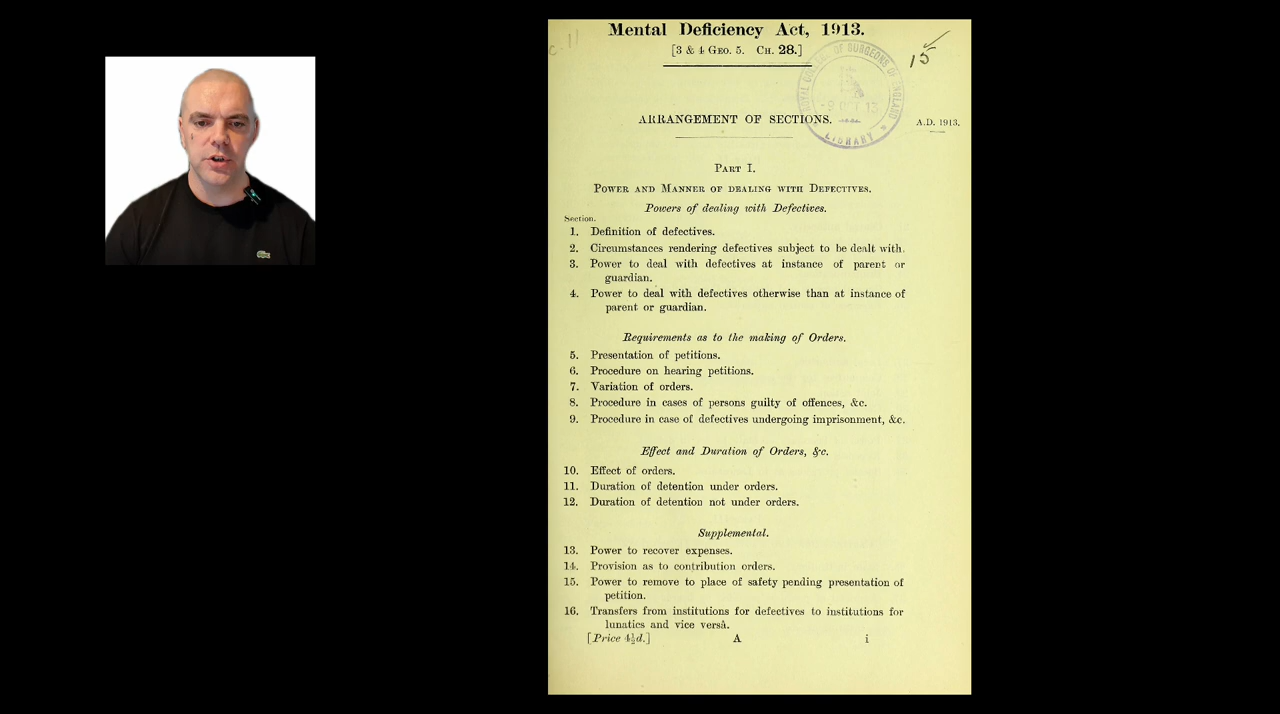 Mental Deficiency Act, 1913.
[3 & 4 GEO. 5. CH. 28.]
15
ROYAL COLLEGE OF SURGEONS OF ENGLAND
LIBRARY
ARRANGEMENT OF SECTIONS.
A.D. 1913.
PART I.
POWER AND MANNER OF DEALING WITH DEFECTIVES.
Powers of dealing with Defectives.
Section.
1. Definition of defectives.
2. Circumstances rendering defectives subject to be dealt with.
3. Power to deal with defectives at instance of parent or
guardian.
4. Power to deal with defectives otherwise than at instance of
parent or guardian.
Requirements as to the making of Orders.
5. Presentation of petitions.
6. Procedure on hearing petitions.
7. Variation of orders.
8. Procedure in cases of persons guilty of offences, &c.
9. Procedure in case of defectives undergoing imprisonment, &c.
Effect and Duration of Orders, &c.
10. Effect of orders.
11. Duration of detention under orders.
12. Duration of detention not under orders.
Supplemental.
13. Power to recover expenses.
14. Provision as to contribution orders.
15. Power to remove to place of safety pending presentation of
petition.
16. Transfers from institutions for defectives to institutions for
lunatics and vice versâ.
[Price 4½d.] A i